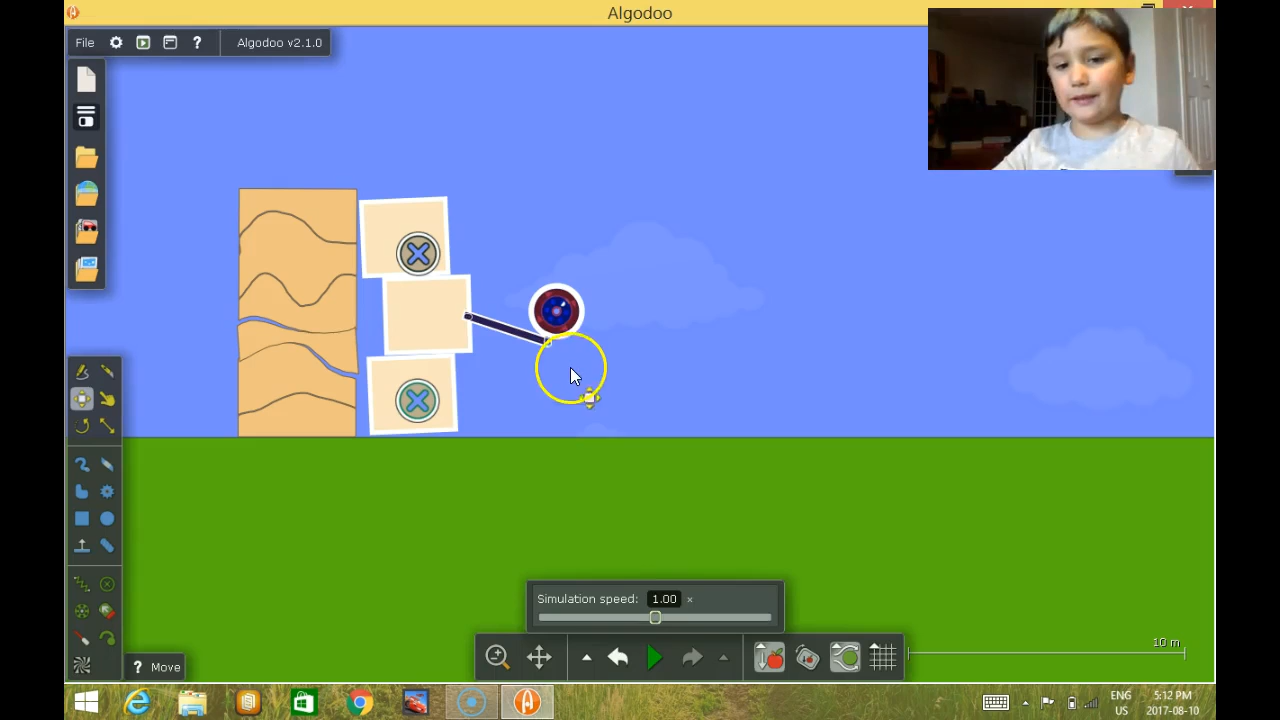 Algodoo
File
?
Algodoo v2.1.0
Simulation speed: 1.00 ×
10 m
? Move
ENG
US
5:12 PM
2017-08-10